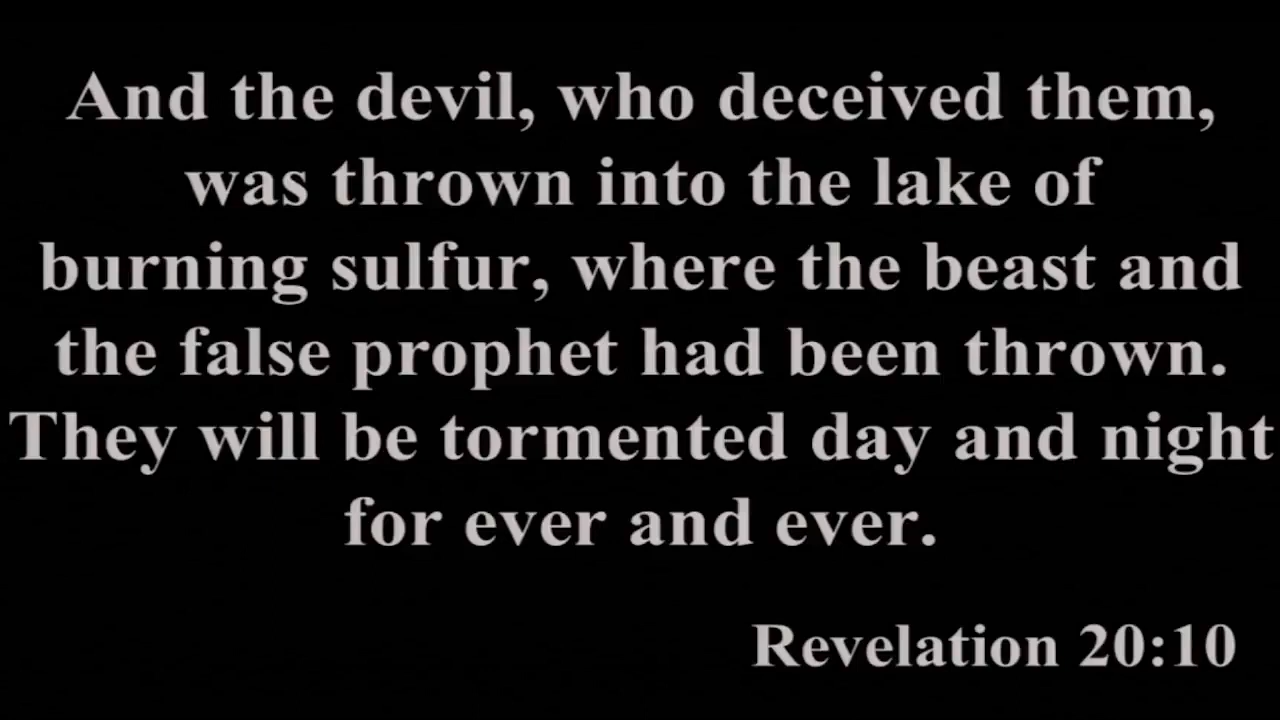 And the devil, who deceived them,
was thrown into the lake of
burning sulfur, where the beast and
the false prophet had been thrown.
They will be tormented day and night
for ever and ever.
Revelation 20:10